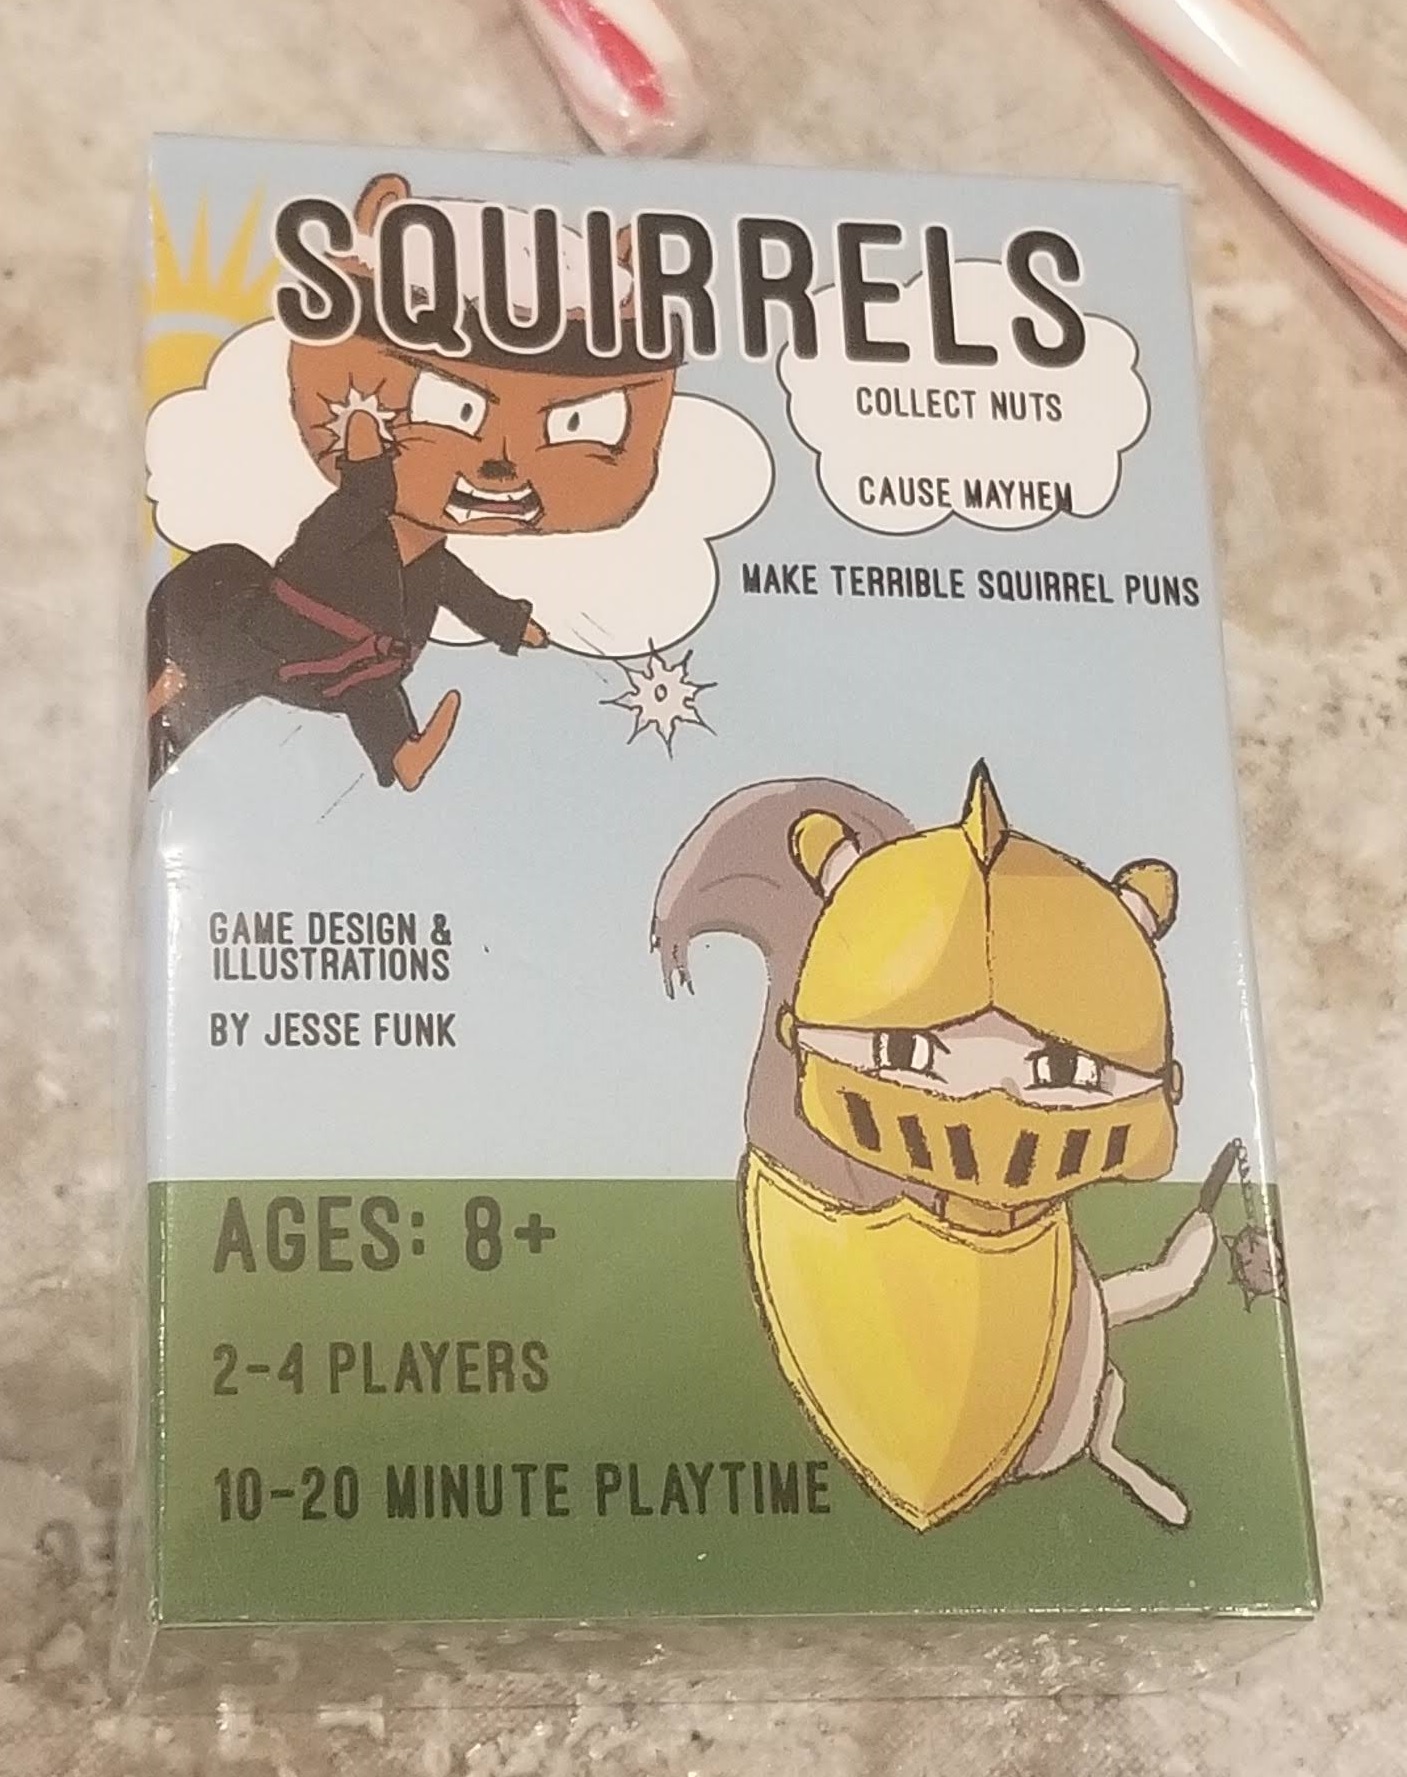 SQUIRRELS
COLLECT NUTS
CAUSE MAYHEM
MAKE TERRIBLE SQUIRREL PUNS
GAME DESIGN &
ILLUSTRATIONS
BY JESSE FUNK
AGES: 8+
2-4 PLAYERS
10-20 MINUTE PLAYTIME